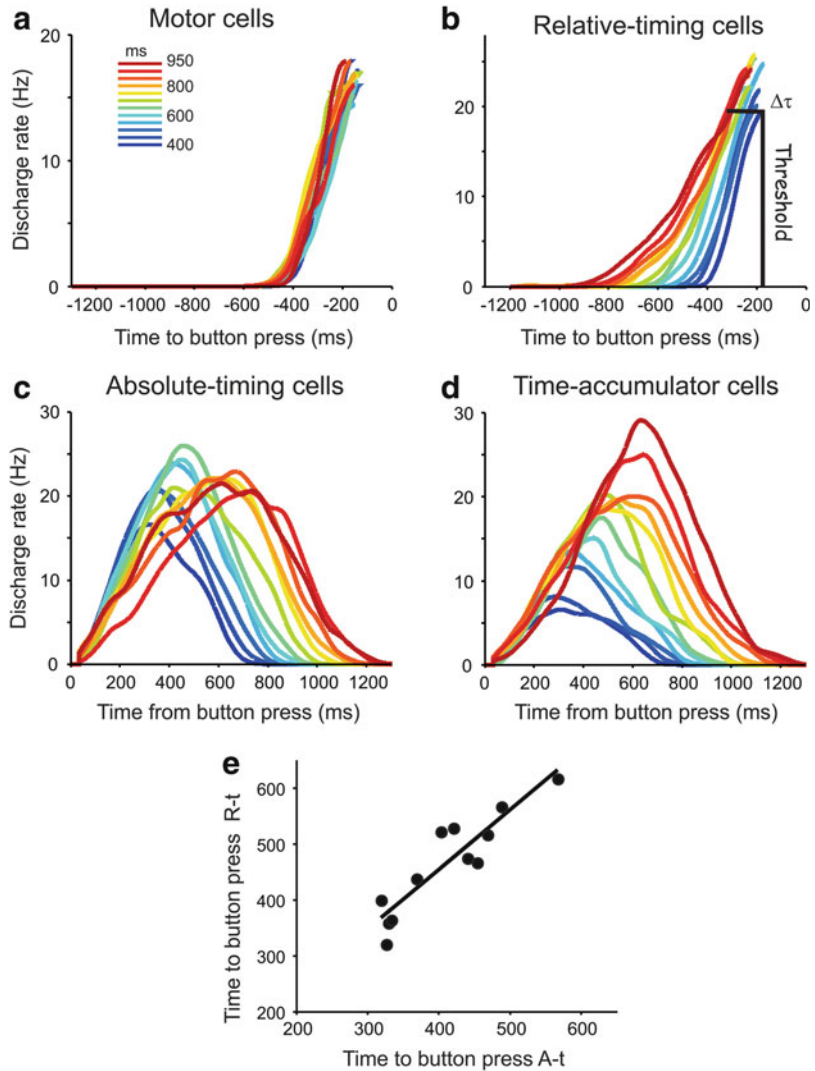 a Motor cells
b Relative-timing cells
20
10
0
Discharge rate (Hz)
ms
950
800
600
400
-1200 -1000 -800 -600 -400 -200 0
Time to button press (ms)
30
20
10
0
Δτ
Threshold
-1200 -1000 -800 -600 -400 -200 0
Time to button press (ms)
c Absolute-timing cells
d Time-accumulator cells
30
20
10
0
Discharge rate (Hz)
0 200 400 600 800 1000 1200
Time from button press (ms)
30
20
10
0
0 200 400 600 800 1000 1200
Time from button press (ms)
e
600
500
400
300
200
Time to button press R-t
200 300 400 500 600
Time to button press A-t